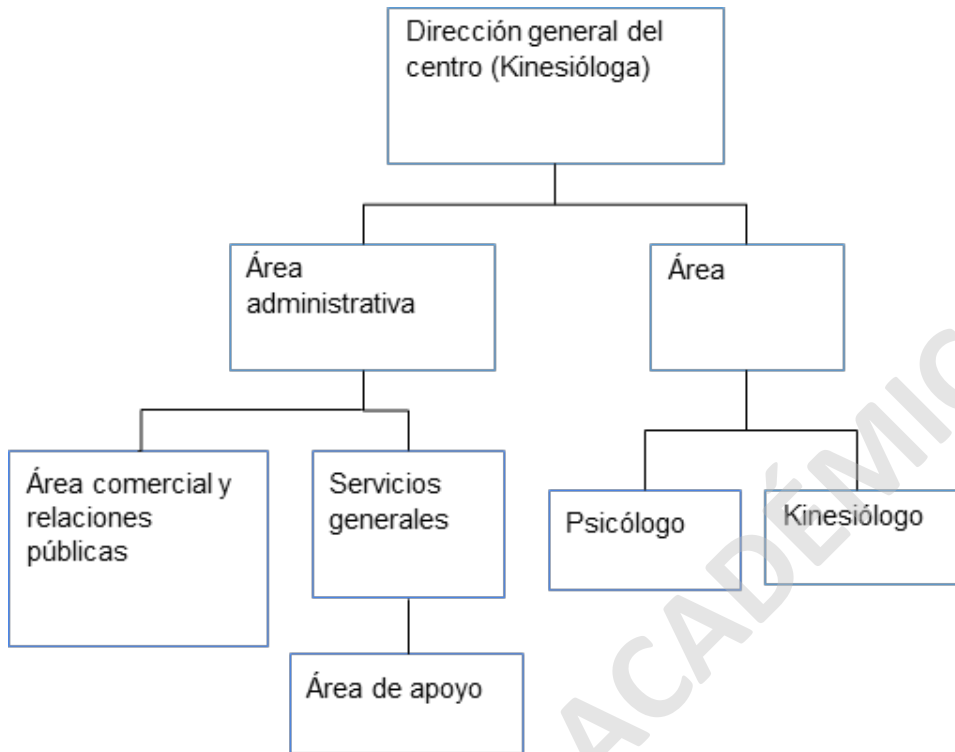 Dirección general del
centro (Kinesióloga)
Área
administrativa
Área
Área comercial y
relaciones
públicas
Servicios
generales
Psicólogo
Kinesiólogo
Área de apoyo
ACADÉMIC